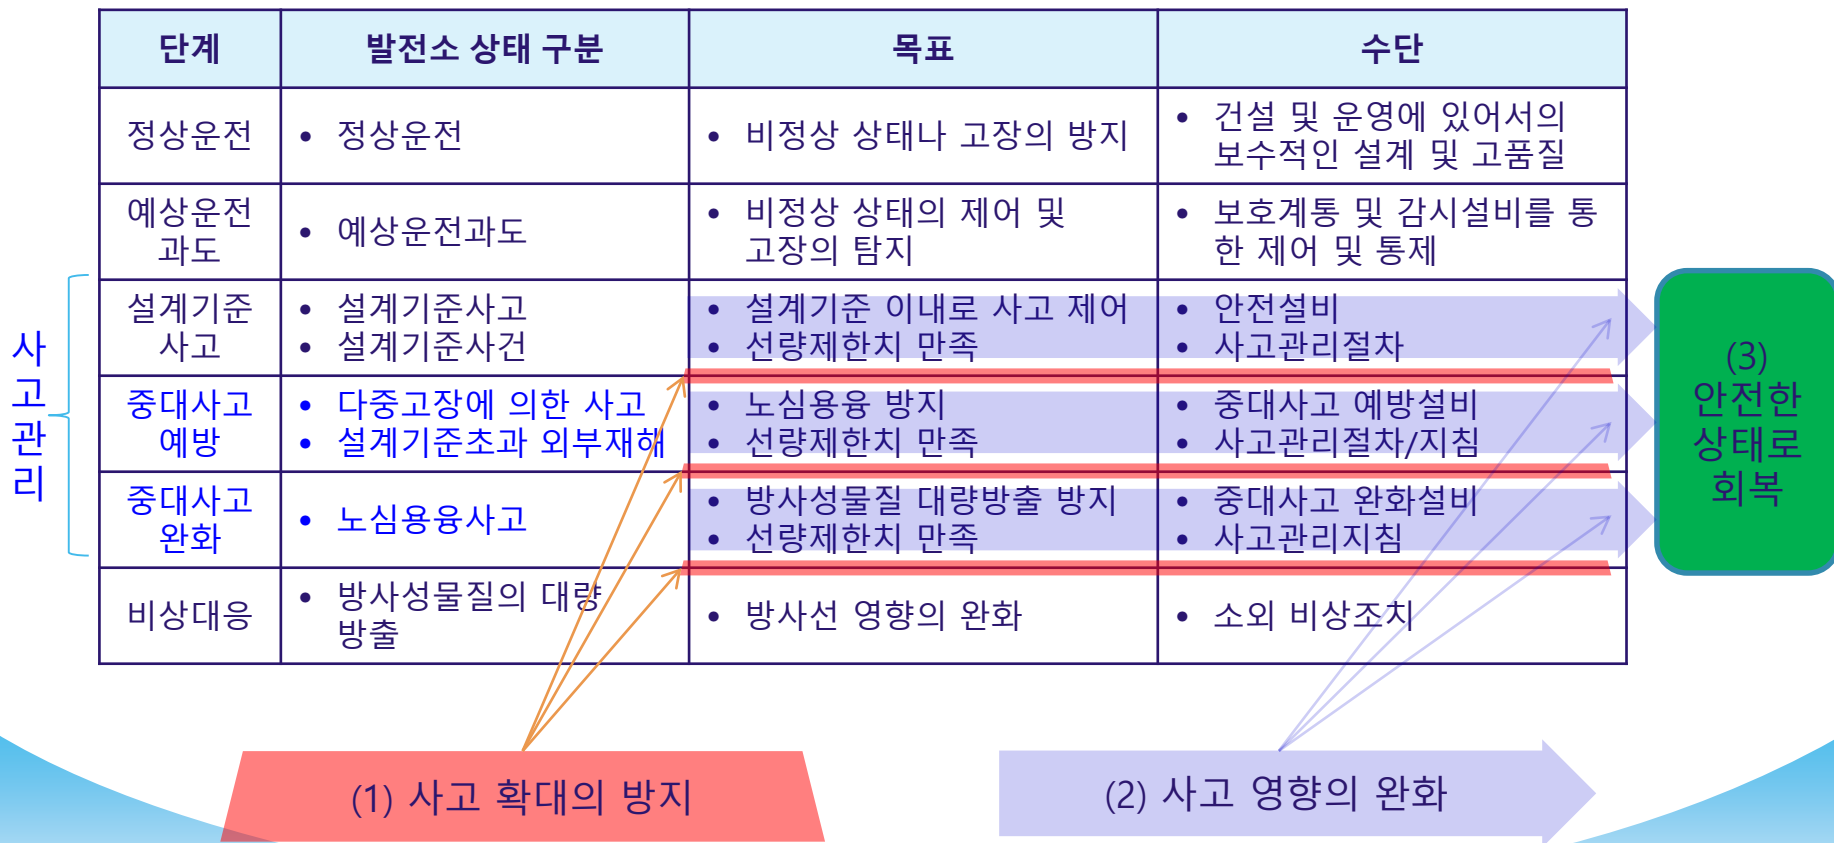 단계
발전소 상태 구분
목표
수단
정상운전
• 정상운전
• 비정상 상태나 고장의 방지
• 건설 및 운영에 있어서의
보수적인 설계 및 고품질
예상운전
과도
• 예상운전과도
• 비정상 상태의 제어 및
고장의 탐지
• 보호계통 및 감시설비를 통
한 제어 및 통제
사
고
관
리
설계기준
사고
• 설계기준사고
• 설계기준사건
• 설계기준 이내로 사고 제어
• 선량제한치 만족
• 안전설비
• 사고관리절차
중대사고
예방
• 다중고장에 의한 사고
• 설계기준초과 외부재해
• 노심용융 방지
• 선량제한치 만족
• 중대사고 예방설비
• 사고관리절차/지침
중대사고
완화
• 노심용융사고
• 방사성물질 대량방출 방지
• 선량제한치 만족
• 중대사고 완화설비
• 사고관리지침
비상대응
• 방사성물질의 대량
방출
• 방사선 영향의 완화
• 소외 비상조치
(3)
안전한
상태로
회복
(1) 사고 확대의 방지
(2) 사고 영향의 완화